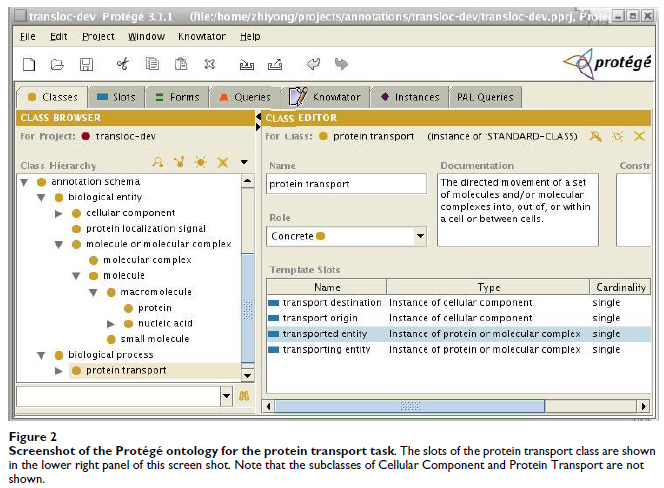 transloc-dev Protégé 3.1.1 (file:/home/zhiyong/projects/annotations/transloc-dev/transloc-dev.pprj, Proté
File Edit Project Window Knowtator Help
protégé
Classes Slots Forms Queries Knowtator Instances PAL Queries
CLASS BROWSER
For Project: transloc-dev
Class Hierarchy
annotation schema
biological entity
cellular component
protein localization signal
molecule or molecular complex
molecular complex
molecule
macromolecule
protein
nucleic acid
small molecule
biological process
protein transport
CLASS EDITOR
For Class: protein transport (instance of :STANDARD-CLASS)
Name Documentation Constr
protein transport
The directed movement of a set
of molecules and/or molecular
complexes into, out of, or within
a cell or between cells.
Role
Concrete
Template Slots
Name Type Cardinality
transport destination Instance of cellular component single
transport origin Instance of cellular component single
transported entity Instance of protein or molecular complex single
transporting entity Instance of protein or molecular complex single
Figure 2
Screenshot of the Protégé ontology for the protein transport task. The slots of the protein transport class are shown
in the lower right panel of this screen shot. Note that the subclasses of Cellular Component and Protein Transport are not
shown.